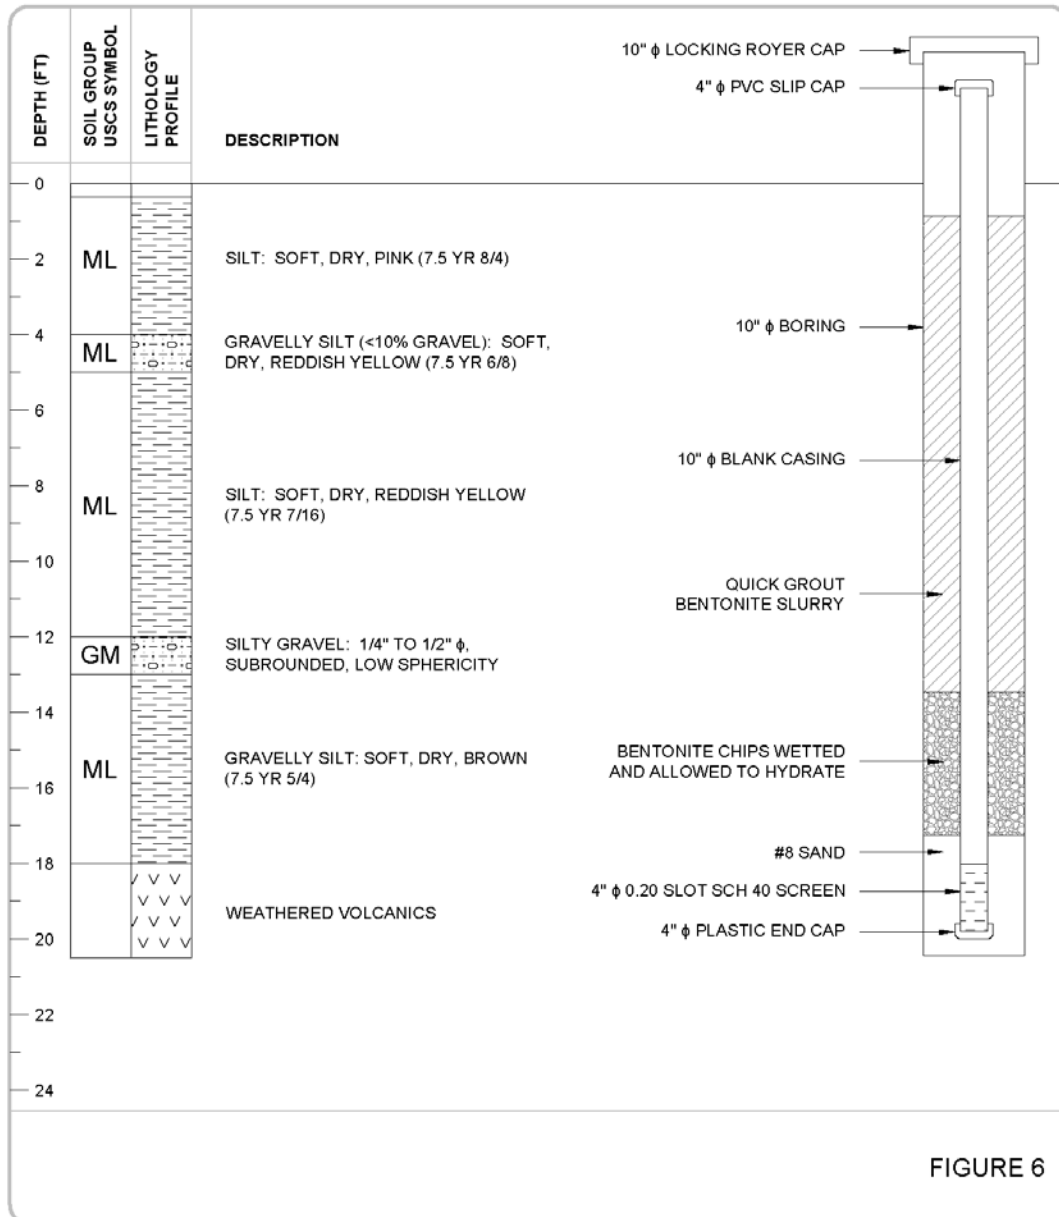 DEPTH (FT)
SOIL GROUP
USCS SYMBOL
LITHOLOGY
PROFILE
DESCRIPTION
10" ϕ LOCKING ROYER CAP
4" ϕ PVC SLIP CAP
0
2
4
6
8
10
12
14
16
18
20
22
24
ML
ML
ML
GM
ML
SILT: SOFT, DRY, PINK (7.5 YR 8/4)
GRAVELLY SILT (<10% GRAVEL): SOFT,
DRY, REDDISH YELLOW (7.5 YR 6/8)
SILT: SOFT, DRY, REDDISH YELLOW
(7.5 YR 7/16)
SILTY GRAVEL: 1/4" TO 1/2" ϕ,
SUBROUNDED, LOW SPHERICITY
GRAVELLY SILT: SOFT, DRY, BROWN
(7.5 YR 5/4)
WEATHERED VOLCANICS
10" ϕ BORING
10" ϕ BLANK CASING
QUICK GROUT
BENTONITE SLURRY
BENTONITE CHIPS WETTED
AND ALLOWED TO HYDRATE
#8 SAND
4" ϕ 0.20 SLOT SCH 40 SCREEN
4" ϕ PLASTIC END CAP
FIGURE 6